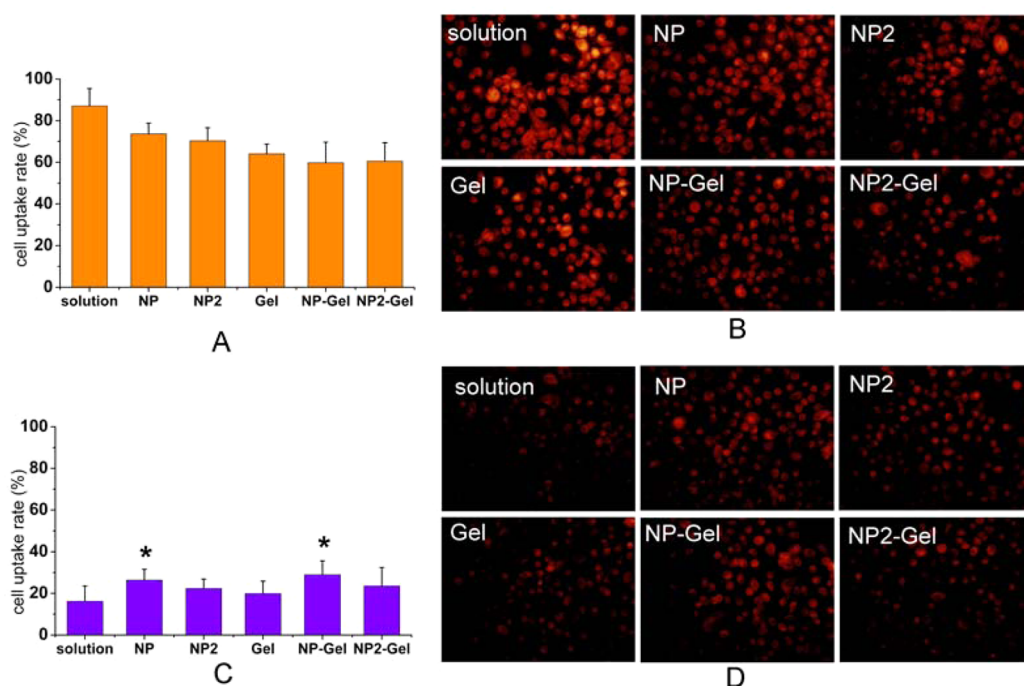 cell uptake rate (%)
100
80
60
40
20
0
solution NP NP2 Gel NP-Gel NP2-Gel
A
solution NP NP2
Gel NP-Gel NP2-Gel
B
cell uptake rate (%)
100
80
60
40
20
0
* *
solution NP NP2 Gel NP-Gel NP2-Gel
C
solution NP NP2
Gel NP-Gel NP2-Gel
D